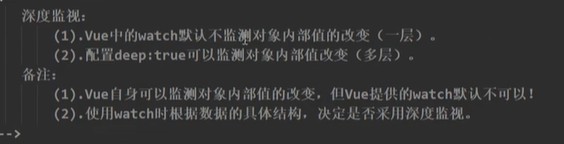 深度监视:
(1).Vue中的watch默认不监测对象内部值的改变(一层)。
(2).配置deep:true可以监测对象内部值改变(多层)。
备注:
(1).Vue自身可以监测对象内部值的改变,但Vue提供的watch默认不可以!
(2).使用watch时根据数据的具体结构,决定是否采用深度监视。
-->